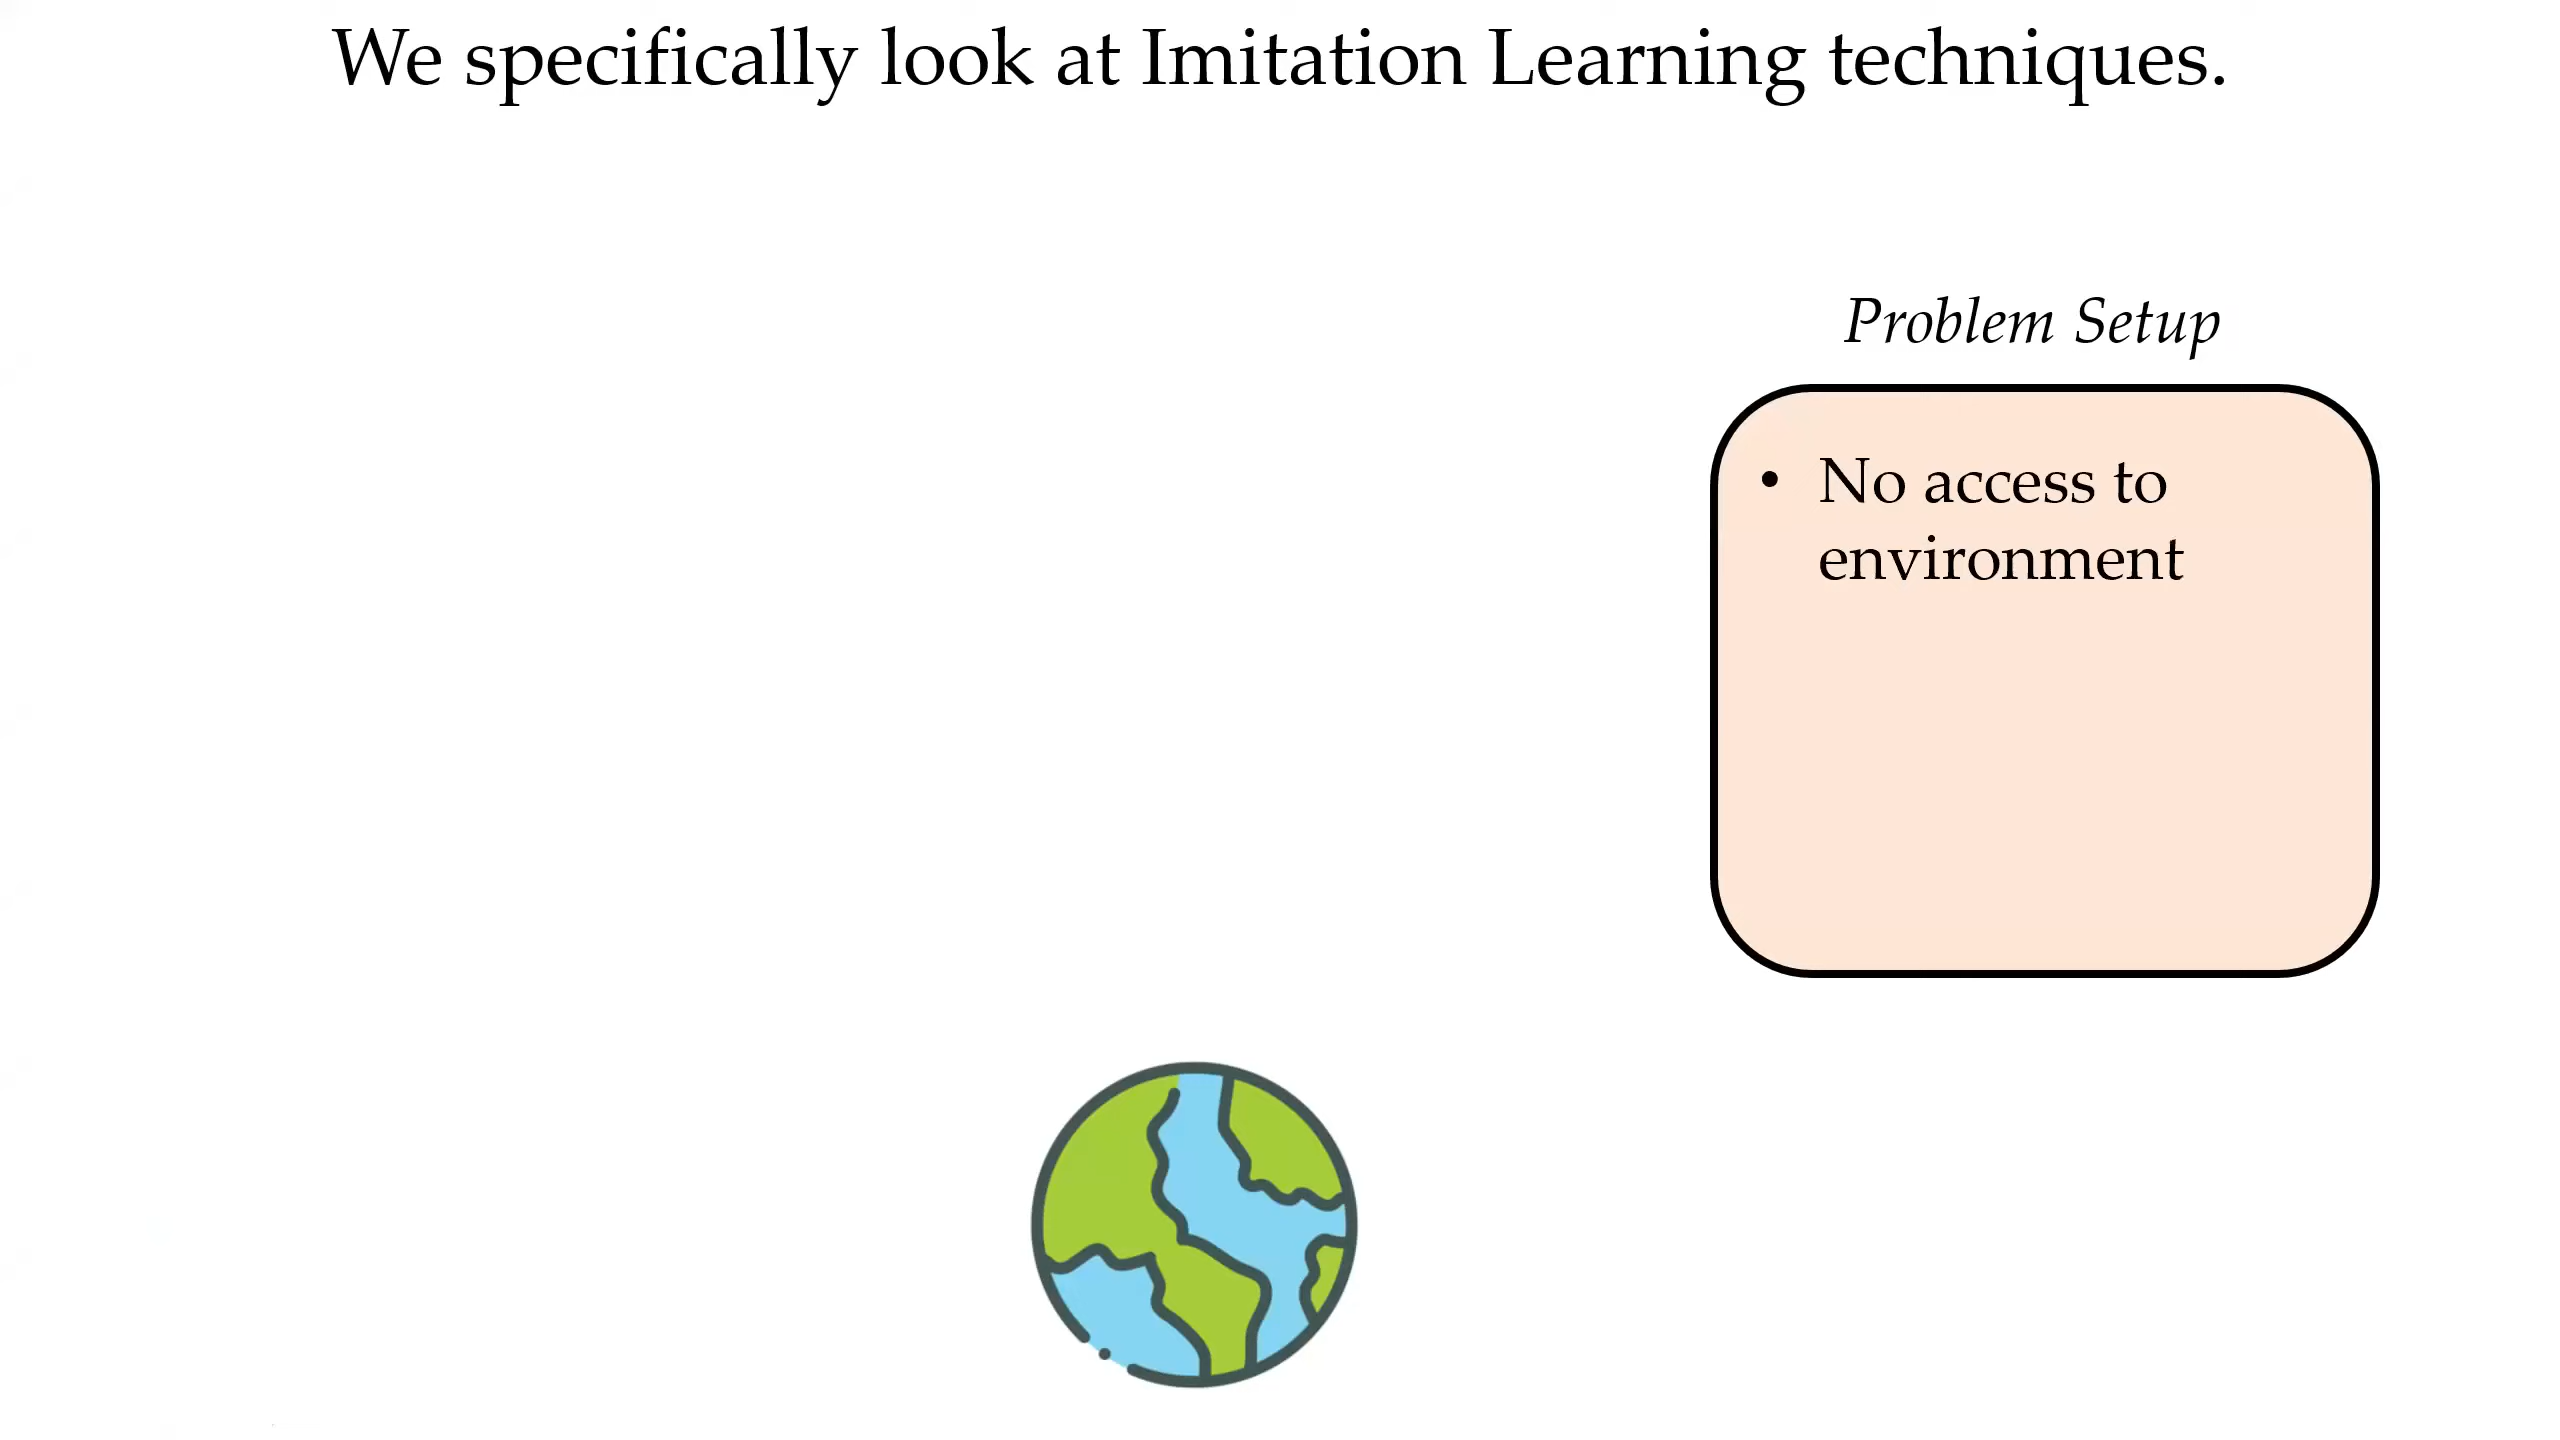 We specifically look at Imitation Learning techniques.
Problem Setup
• No access to
environment